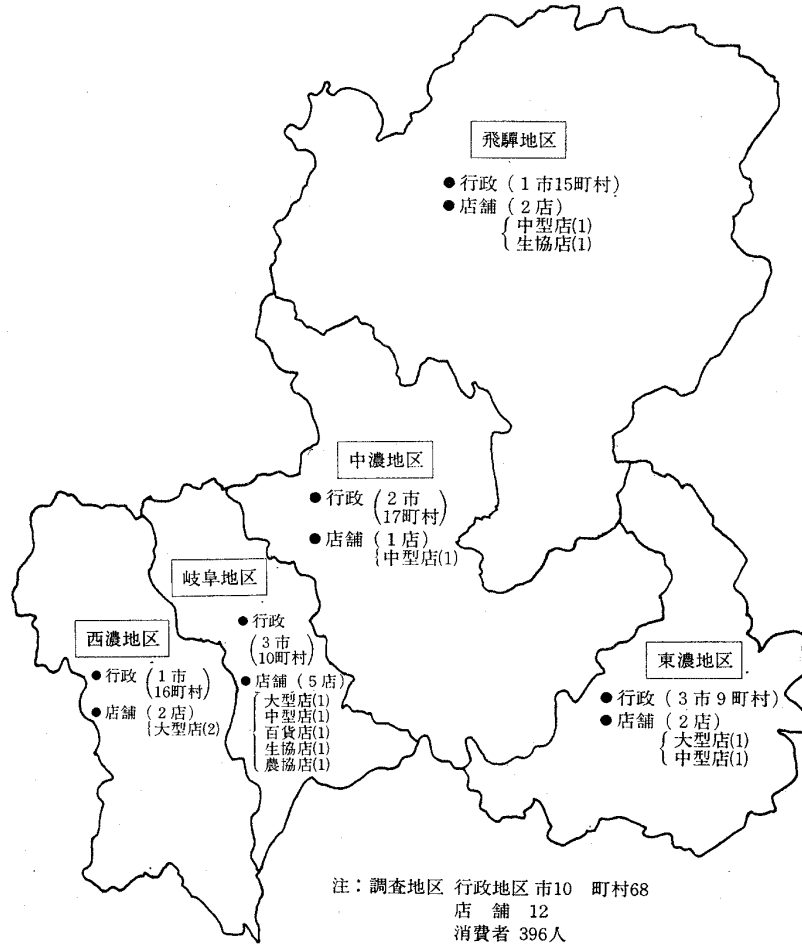 飛騨地区
●行政（1市15町村）
●店舗（2店）
中型店(1)
生協店(1)
中濃地区
●行政（2市
17町村）
●店舗（1店）
中型店(1)
岐阜地区
●行政
（3市
10町村）
●店舗（5店）
大型店(1)
中型店(1)
百貨店(1)
生協店(1)
農協店(1)
西濃地区
●行政（1市
16町村）
●店舗（2店）
大型店(2)
東濃地区
●行政（3市9町村）
●店舗（2店）
大型店(1)
中型店(1)
注：調査地区 行政地区 市10 町村68
店 舗 12
消費者 396人